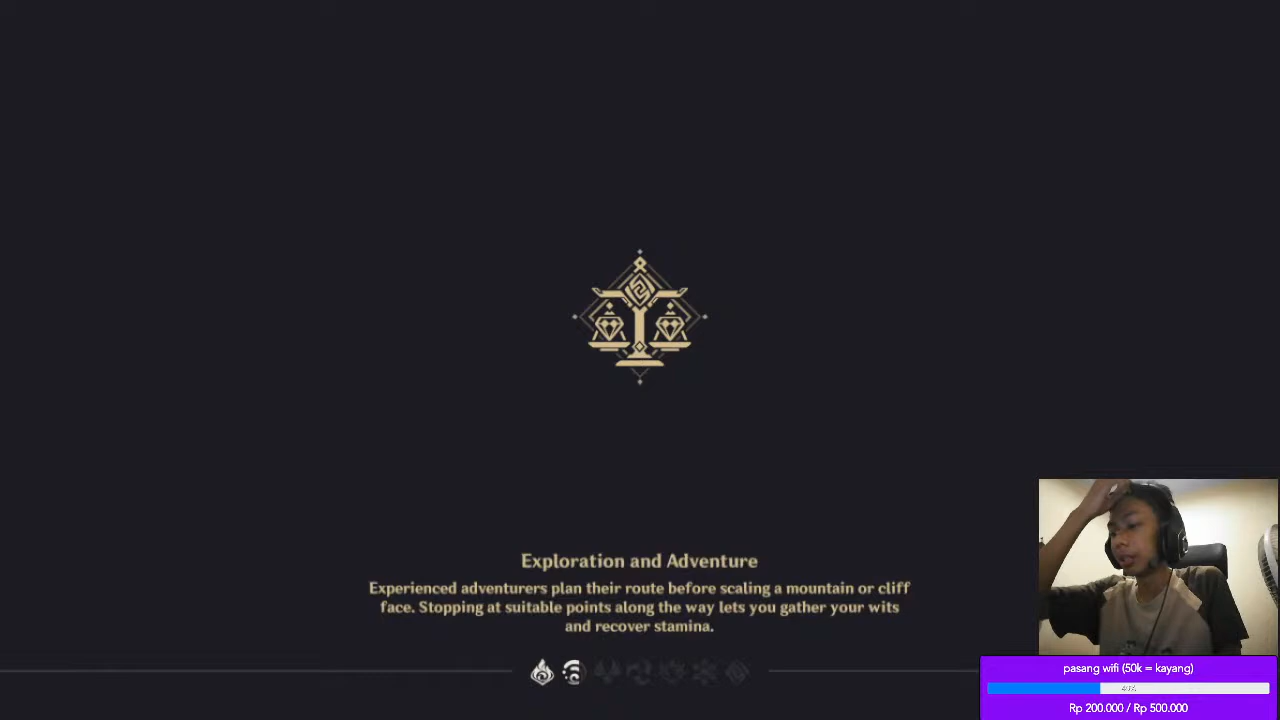 Exploration and Adventure
Experienced adventurers plan their route before scaling a mountain or cliff
face. Stopping at suitable points along the way lets you gather your wits
and recover stamina.
pasang wifi (50k = kayang)
40%
Rp 200.000 / Rp 500.000